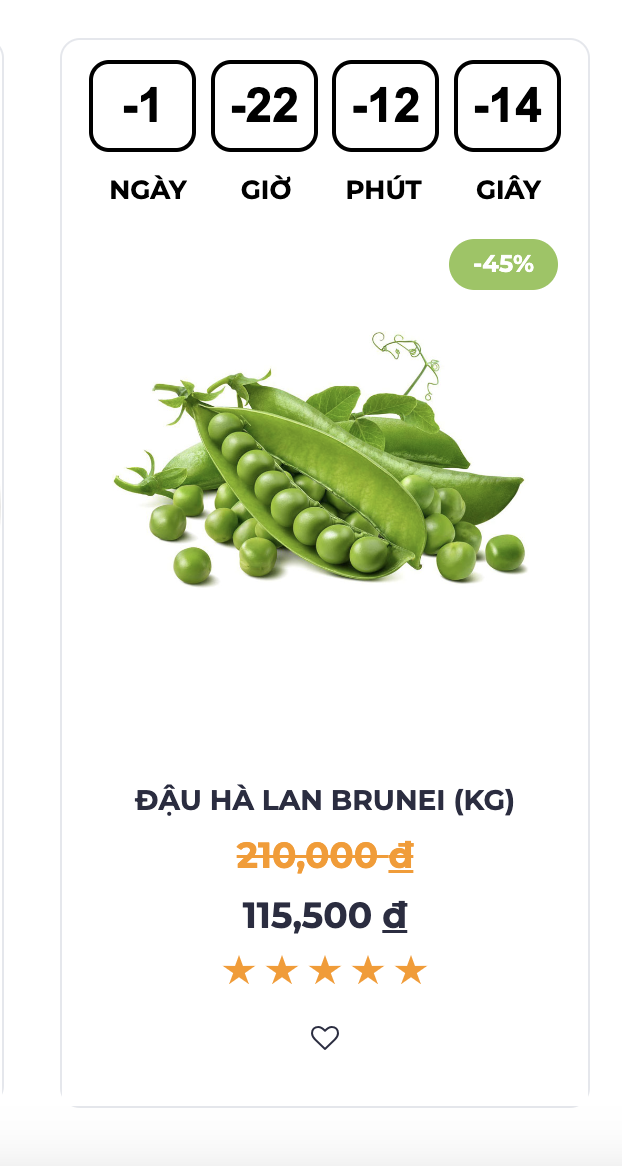 -1 -22 -12 -14
NGÀY GIỜ PHÚT GIÂY
-45%
ĐẬU HÀ LAN BRUNEI (KG)
210,000 ₫
115,500 ₫